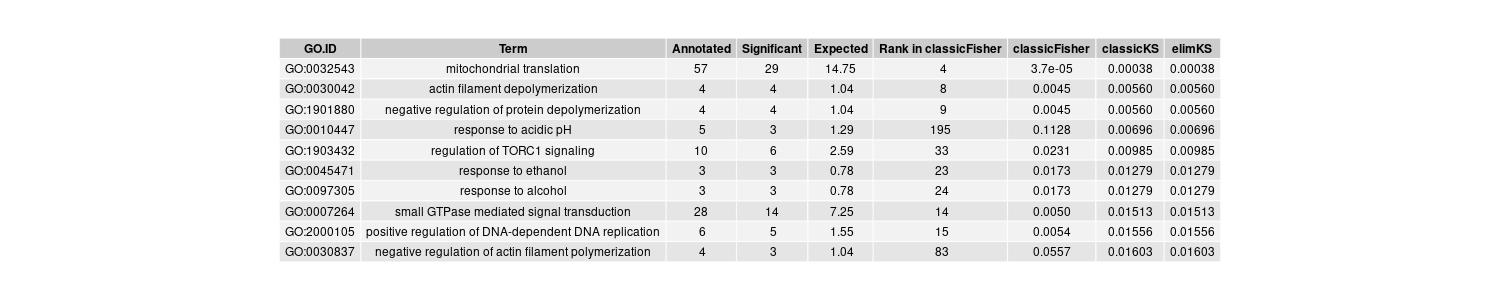 GO.ID Term Annotated Significant Expected Rank in classicFisher classicFisher classicKS elimKS
GO:0032543 mitochondrial translation 57 29 14.75 4 3.7e-05 0.00038 0.00038
GO:0030042 actin filament depolymerization 4 4 1.04 8 0.0045 0.00560 0.00560
GO:1901880 negative regulation of protein depolymerization 4 4 1.04 9 0.0045 0.00560 0.00560
GO:0010447 response to acidic pH 5 3 1.29 195 0.1128 0.00696 0.00696
GO:1903432 regulation of TORC1 signaling 10 6 2.59 33 0.0231 0.00985 0.00985
GO:0045471 response to ethanol 3 3 0.78 23 0.0173 0.01279 0.01279
GO:0097305 response to alcohol 3 3 0.78 24 0.0173 0.01279 0.01279
GO:0007264 small GTPase mediated signal transduction 28 14 7.25 14 0.0050 0.01513 0.01513
GO:2000105 positive regulation of DNA-dependent DNA replication 6 5 1.55 15 0.0054 0.01556 0.01556
GO:0030837 negative regulation of actin filament polymerization 4 3 1.04 83 0.0557 0.01603 0.01603